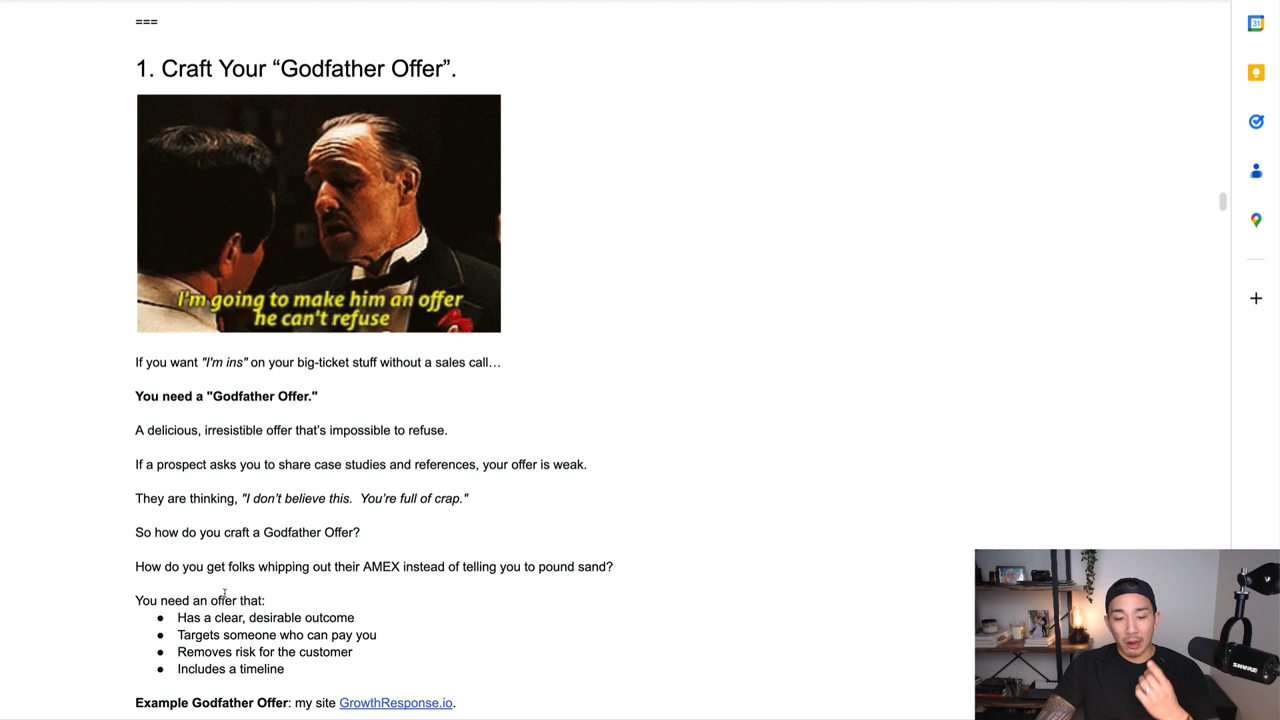 ===
1. Craft Your “Godfather Offer”.
I'm going to make him an offer
he can't refuse
If you want "I'm ins" on your big-ticket stuff without a sales call…
You need a "Godfather Offer."
A delicious, irresistible offer that’s impossible to refuse.
If a prospect asks you to share case studies and references, your offer is weak.
They are thinking, "I don’t believe this.  You’re full of crap."
So how do you craft a Godfather Offer?
How do you get folks whipping out their AMEX instead of telling you to pound sand?
You need an offer that:
● Has a clear, desirable outcome
● Targets someone who can pay you
● Removes risk for the customer
● Includes a timeline
Example Godfather Offer: my site GrowthResponse.io.
31
SHURE